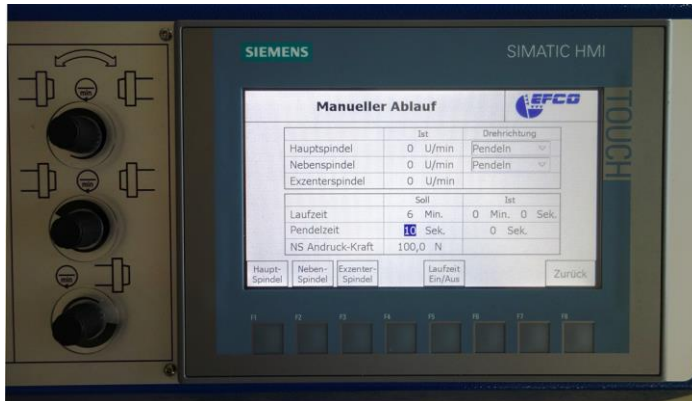 SIEMENS
SIMATIC HMI
TOUCH
Manueller Ablauf
EFCO
Ist Drehrichtung
Hauptspindel 0 U/min Pendeln
Nebenspindel 0 U/min Pendeln
Exzenterspindel 0 U/min
Soll Ist
Laufzeit 6 Min. 0 Min. 0 Sek.
Pendelzeit 10 Sek. 0 Sek.
NS Andruck-Kraft 100,0 N
Haupt- Neben- Exzenter- Laufzeit Zurück
Spindel Spindel Spindel Ein/Aus
F1 F2 F3 F4 F5 F6 F7 F8
min
min
min